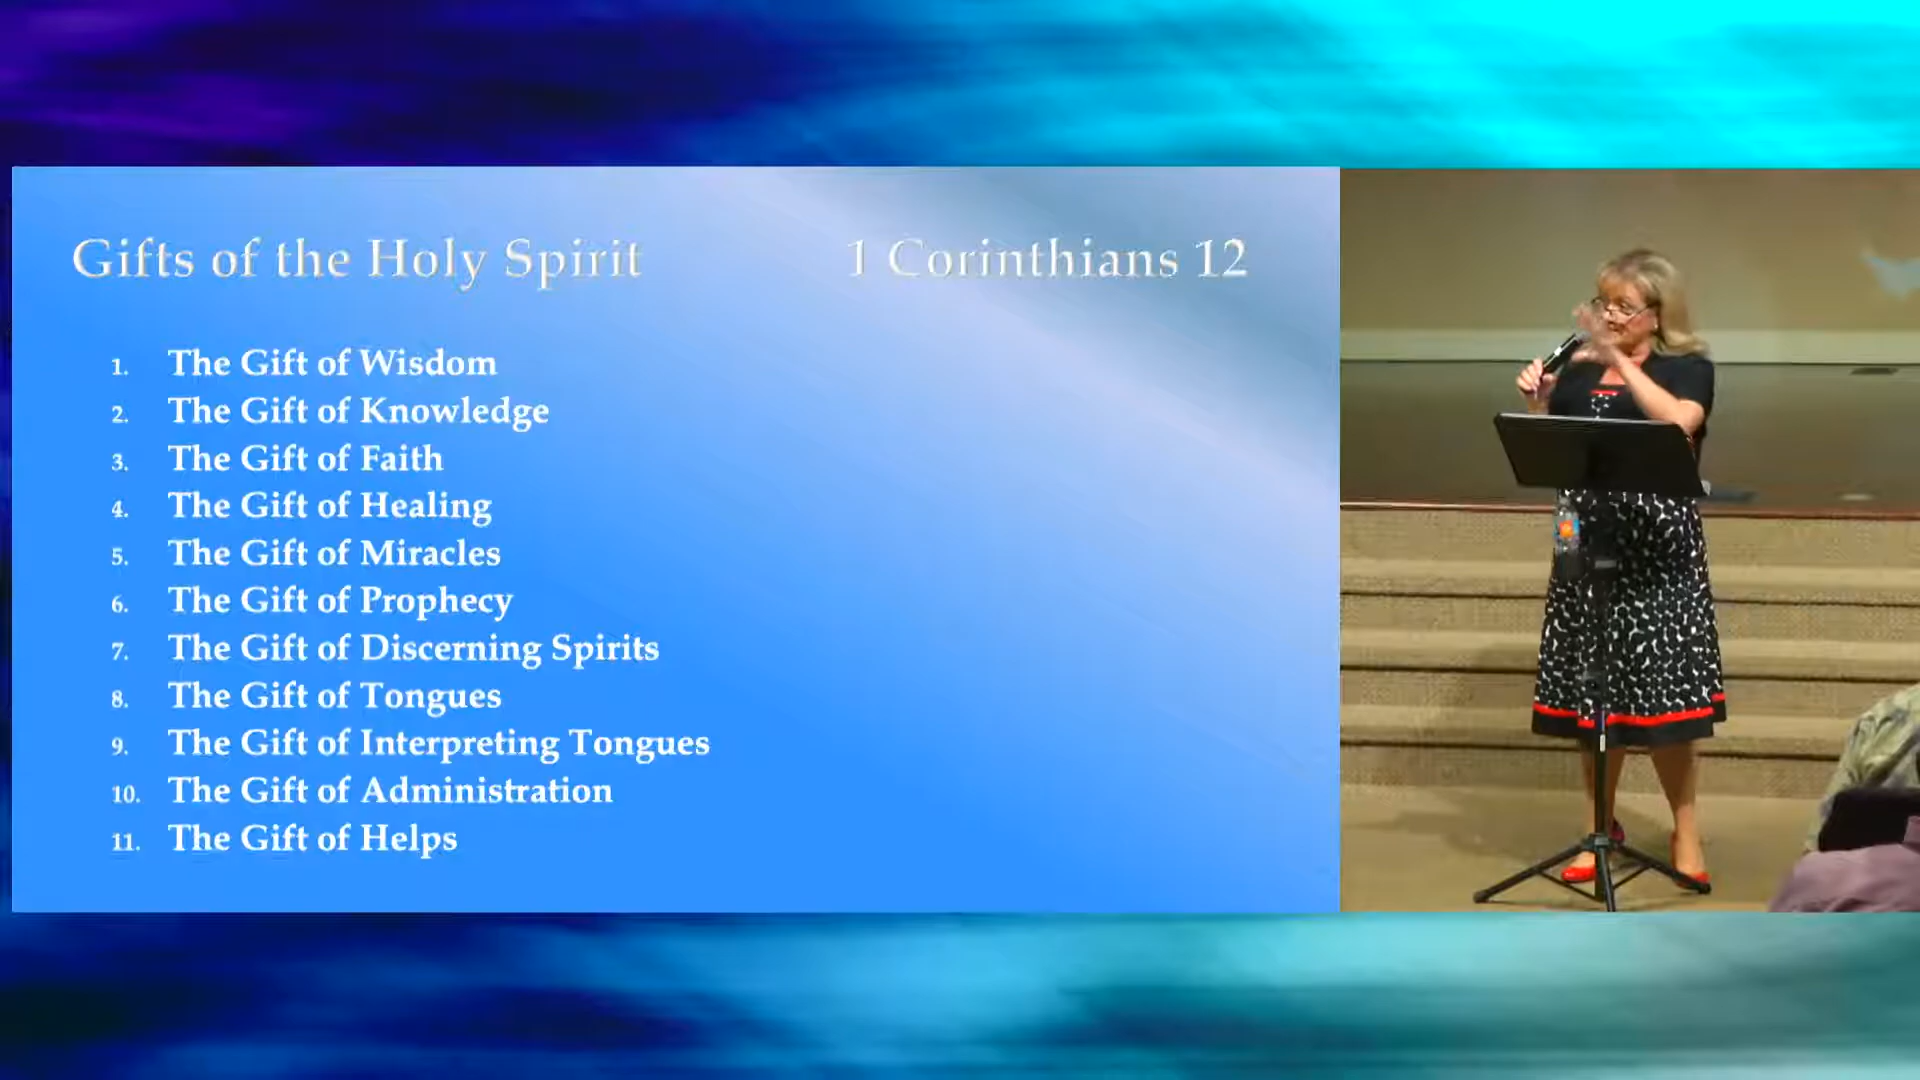 Gifts of the Holy Spirit 1 Corinthians 12
1. The Gift of Wisdom
2. The Gift of Knowledge
3. The Gift of Faith
4. The Gift of Healing
5. The Gift of Miracles
6. The Gift of Prophecy
7. The Gift of Discerning Spirits
8. The Gift of Tongues
9. The Gift of Interpreting Tongues
10. The Gift of Administration
11. The Gift of Helps